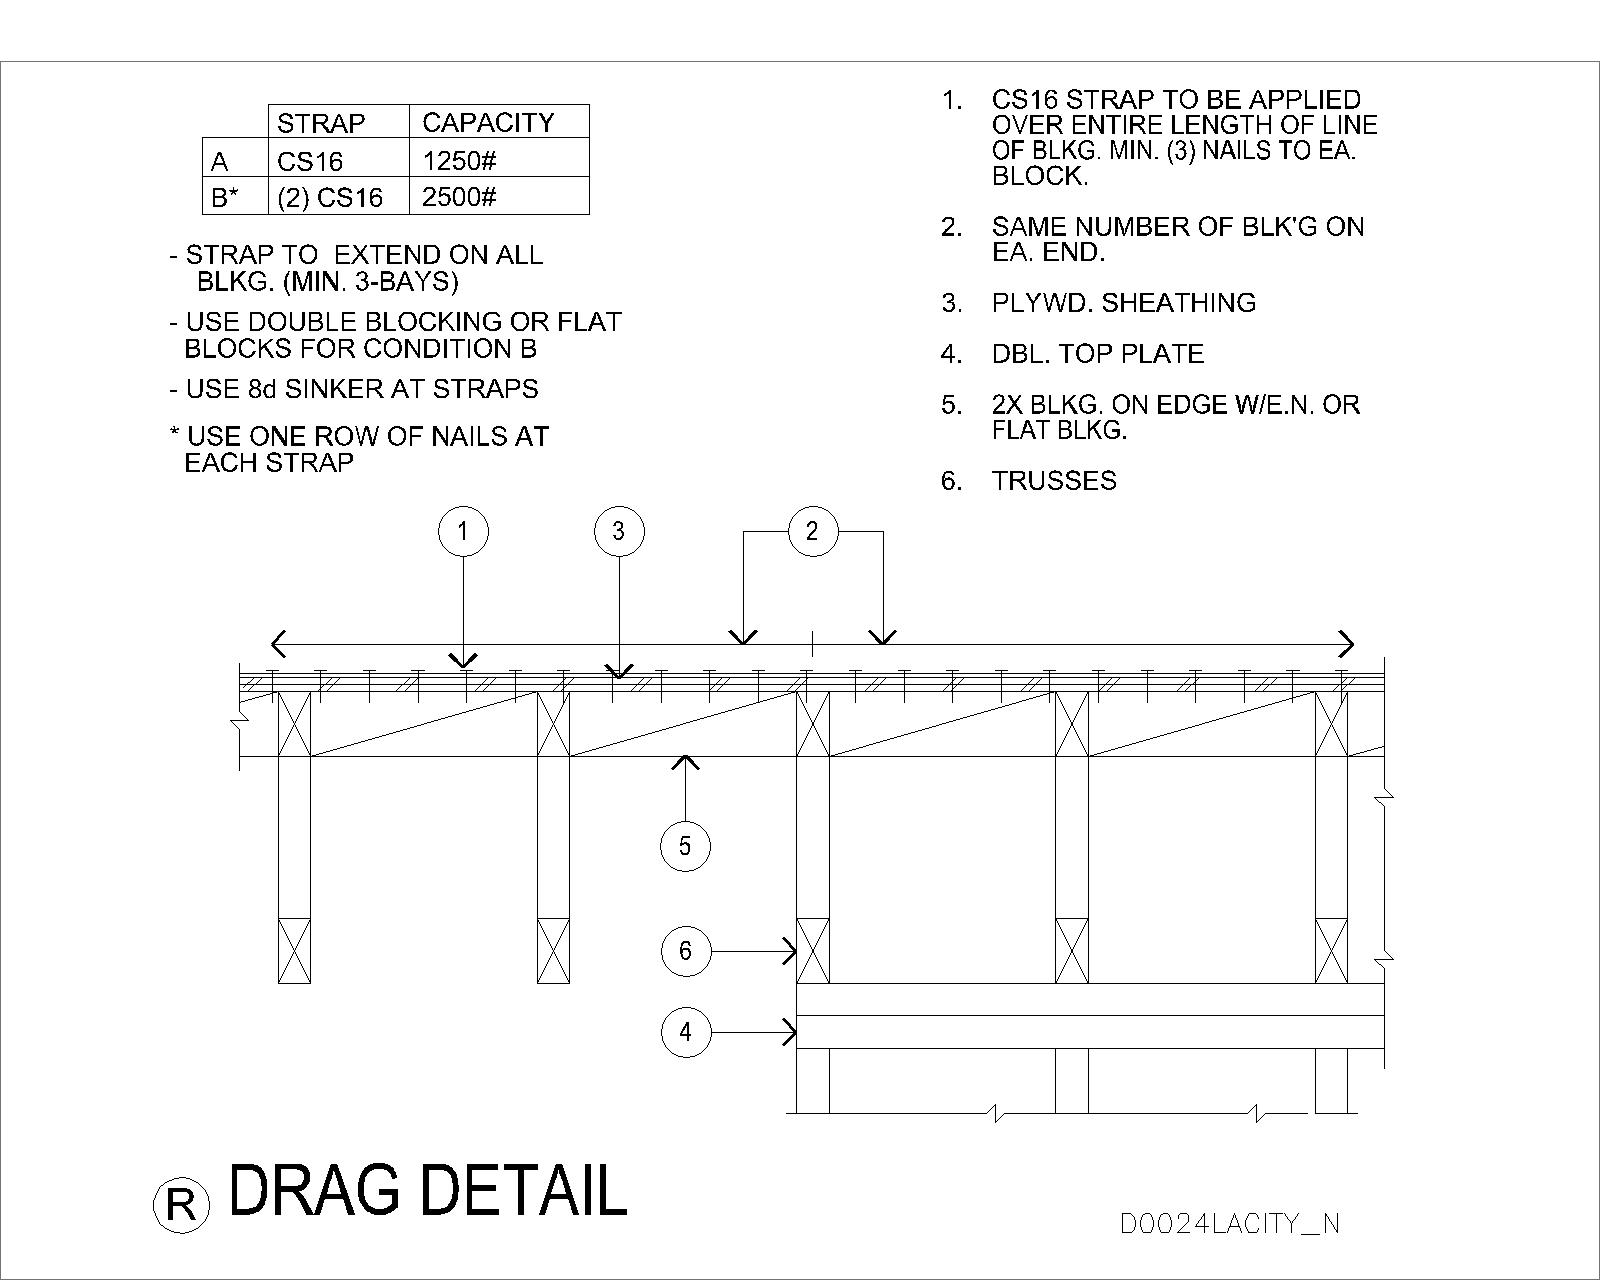 STRAP CAPACITY
A CS16 1250#
B* (2) CS16 2500#
- STRAP TO EXTEND ON ALL
BLKG. (MIN. 3-BAYS)
- USE DOUBLE BLOCKING OR FLAT
BLOCKS FOR CONDITION B
- USE 8d SINKER AT STRAPS
* USE ONE ROW OF NAILS AT
EACH STRAP
1. CS16 STRAP TO BE APPLIED
OVER ENTIRE LENGTH OF LINE
OF BLKG. MIN. (3) NAILS TO EA.
BLOCK.
2. SAME NUMBER OF BLK'G ON
EA. END.
3. PLYWD. SHEATHING
4. DBL. TOP PLATE
5. 2X BLKG. ON EDGE W/E.N. OR
FLAT BLKG.
6. TRUSSES
1 3 2
5
6
4
R DRAG DETAIL
D0024LACITY_N